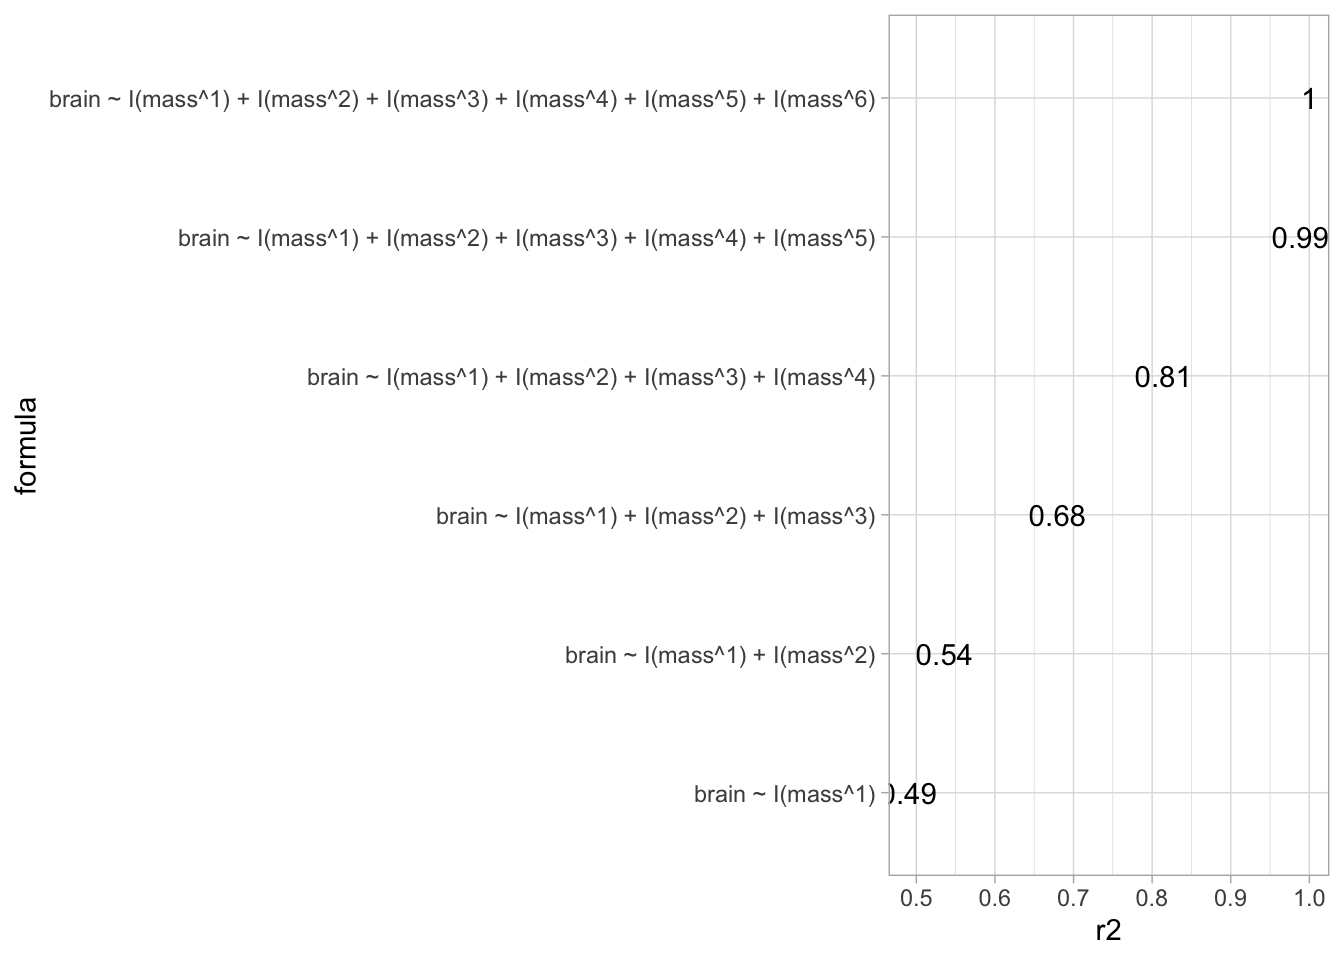 brain ~ I(mass^1) + I(mass^2) + I(mass^3) + I(mass^4) + I(mass^5) + I(mass^6) 1
brain ~ I(mass^1) + I(mass^2) + I(mass^3) + I(mass^4) + I(mass^5) 0.99
brain ~ I(mass^1) + I(mass^2) + I(mass^3) + I(mass^4) 0.81
formula
brain ~ I(mass^1) + I(mass^2) + I(mass^3) 0.68
brain ~ I(mass^1) + I(mass^2) 0.54
brain ~ I(mass^1) 0.49
0.5 0.6 0.7 0.8 0.9 1.0
r2